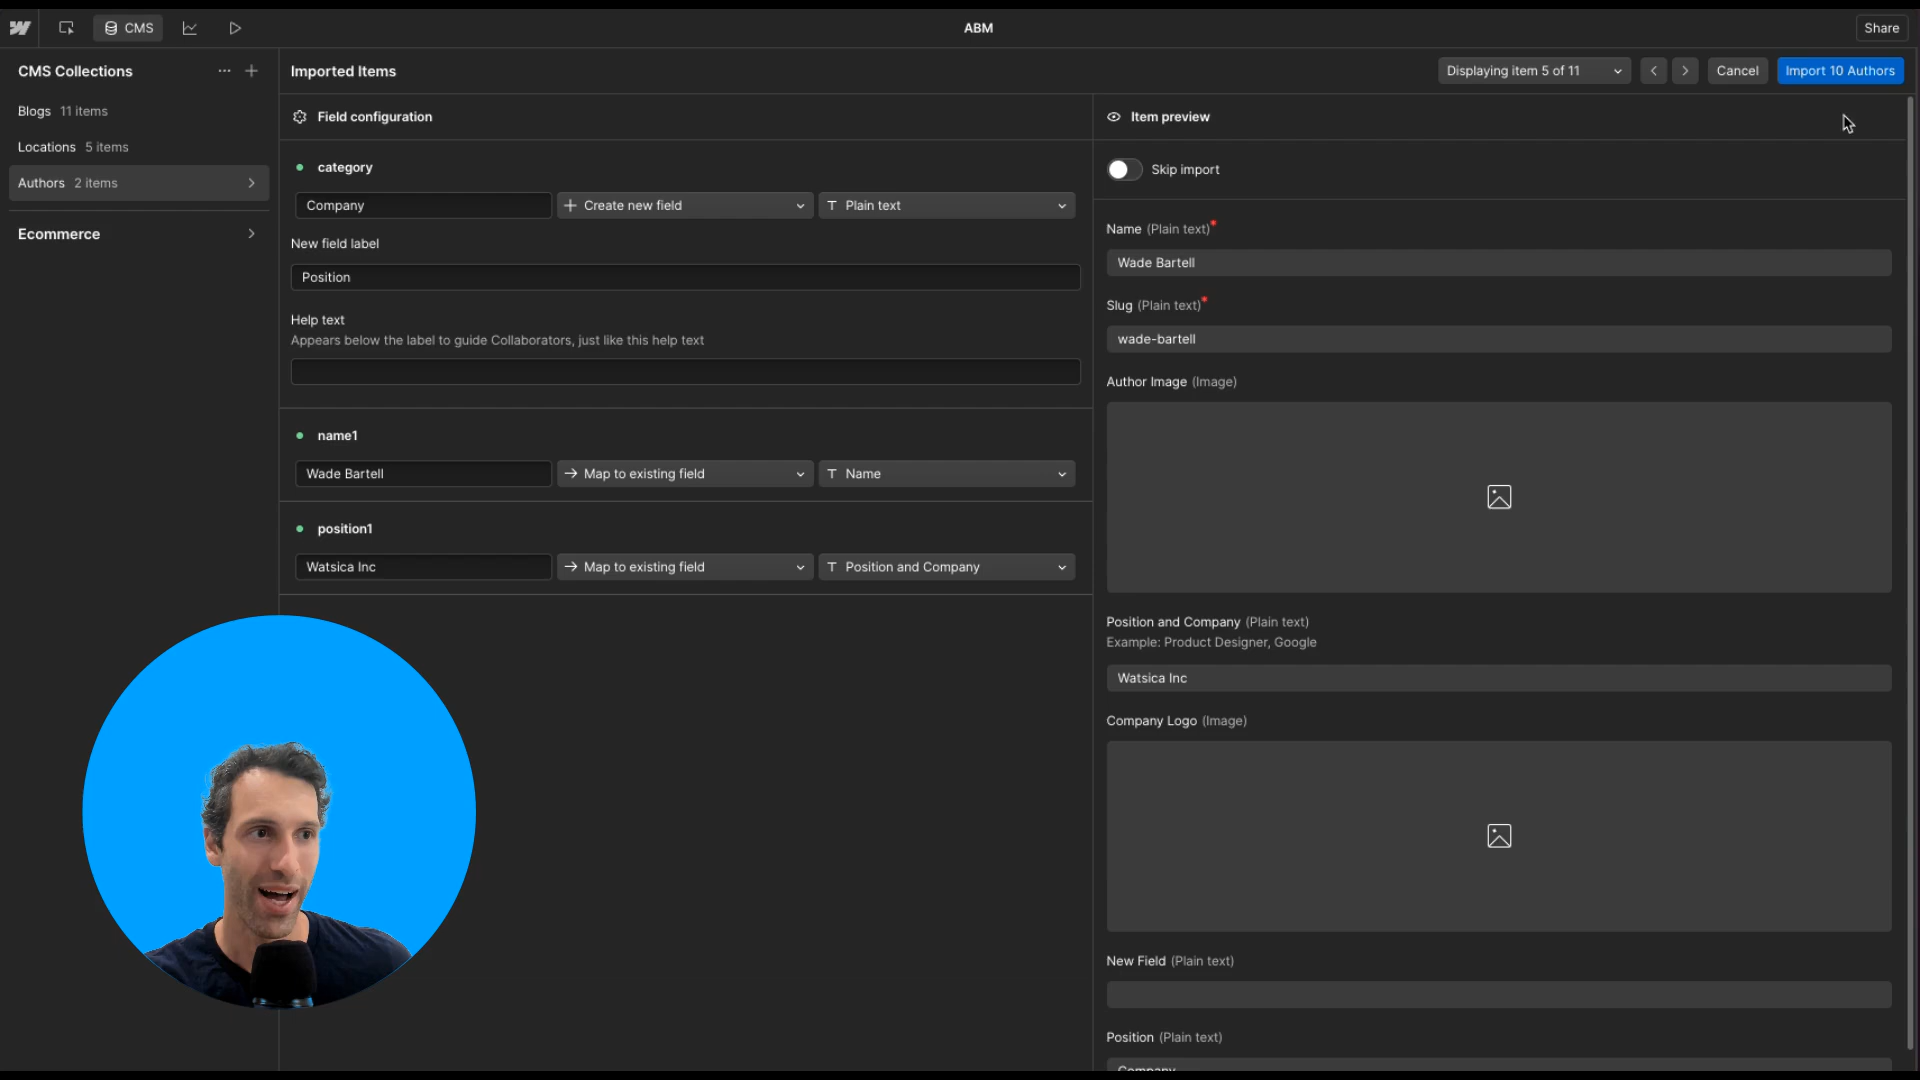 CMS
ABM
Share
CMS Collections
Imported Items
Displaying item 5 of 11
Cancel
Import 10 Authors
Blogs 11 items
Locations 5 items
Authors 2 items
Ecommerce
Field configuration
category
Company
Create new field
Plain text
New field label
Position
Help text
Appears below the label to guide Collaborators, just like this help text
name1
Wade Bartell
Map to existing field
Name
position1
Watsica Inc
Map to existing field
Position and Company
Item preview
Skip import
Name (Plain text)*
Wade Bartell
Slug (Plain text)*
wade-bartell
Author Image (Image)
Position and Company (Plain text)
Example: Product Designer, Google
Watsica Inc
Company Logo (Image)
New Field (Plain text)
Position (Plain text)
Company